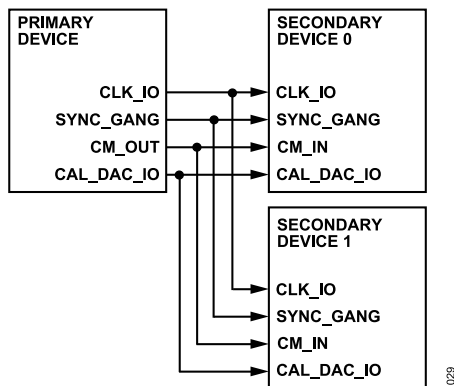 PRIMARY
DEVICE
CLK_IO
SYNC_GANG
CM_OUT
CAL_DAC_IO
SECONDARY
DEVICE 0
CLK_IO
SYNC_GANG
CM_IN
CAL_DAC_IO
SECONDARY
DEVICE 1
CLK_IO
SYNC_GANG
CM_IN
CAL_DAC_IO
029